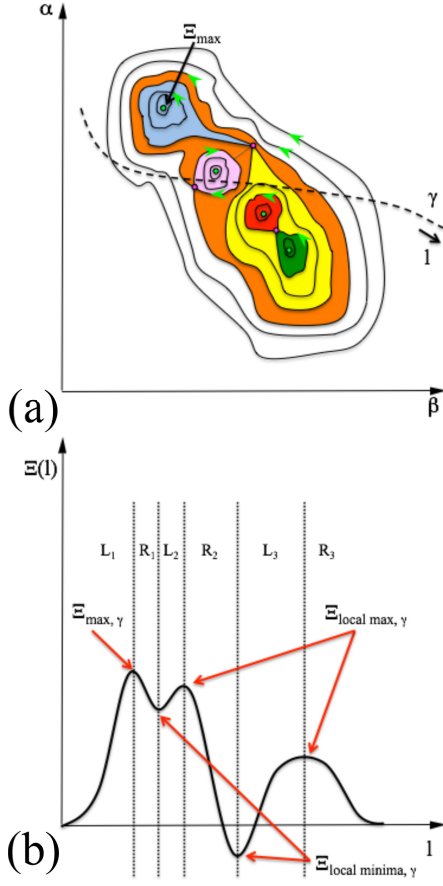 α
Ξmax
γ
l
(a)
β
Ξ(l)
L1 R1 L2 R2 L3 R3
Ξmax, γ
Ξlocal max, γ
(b)
Ξlocal minima, γ
l